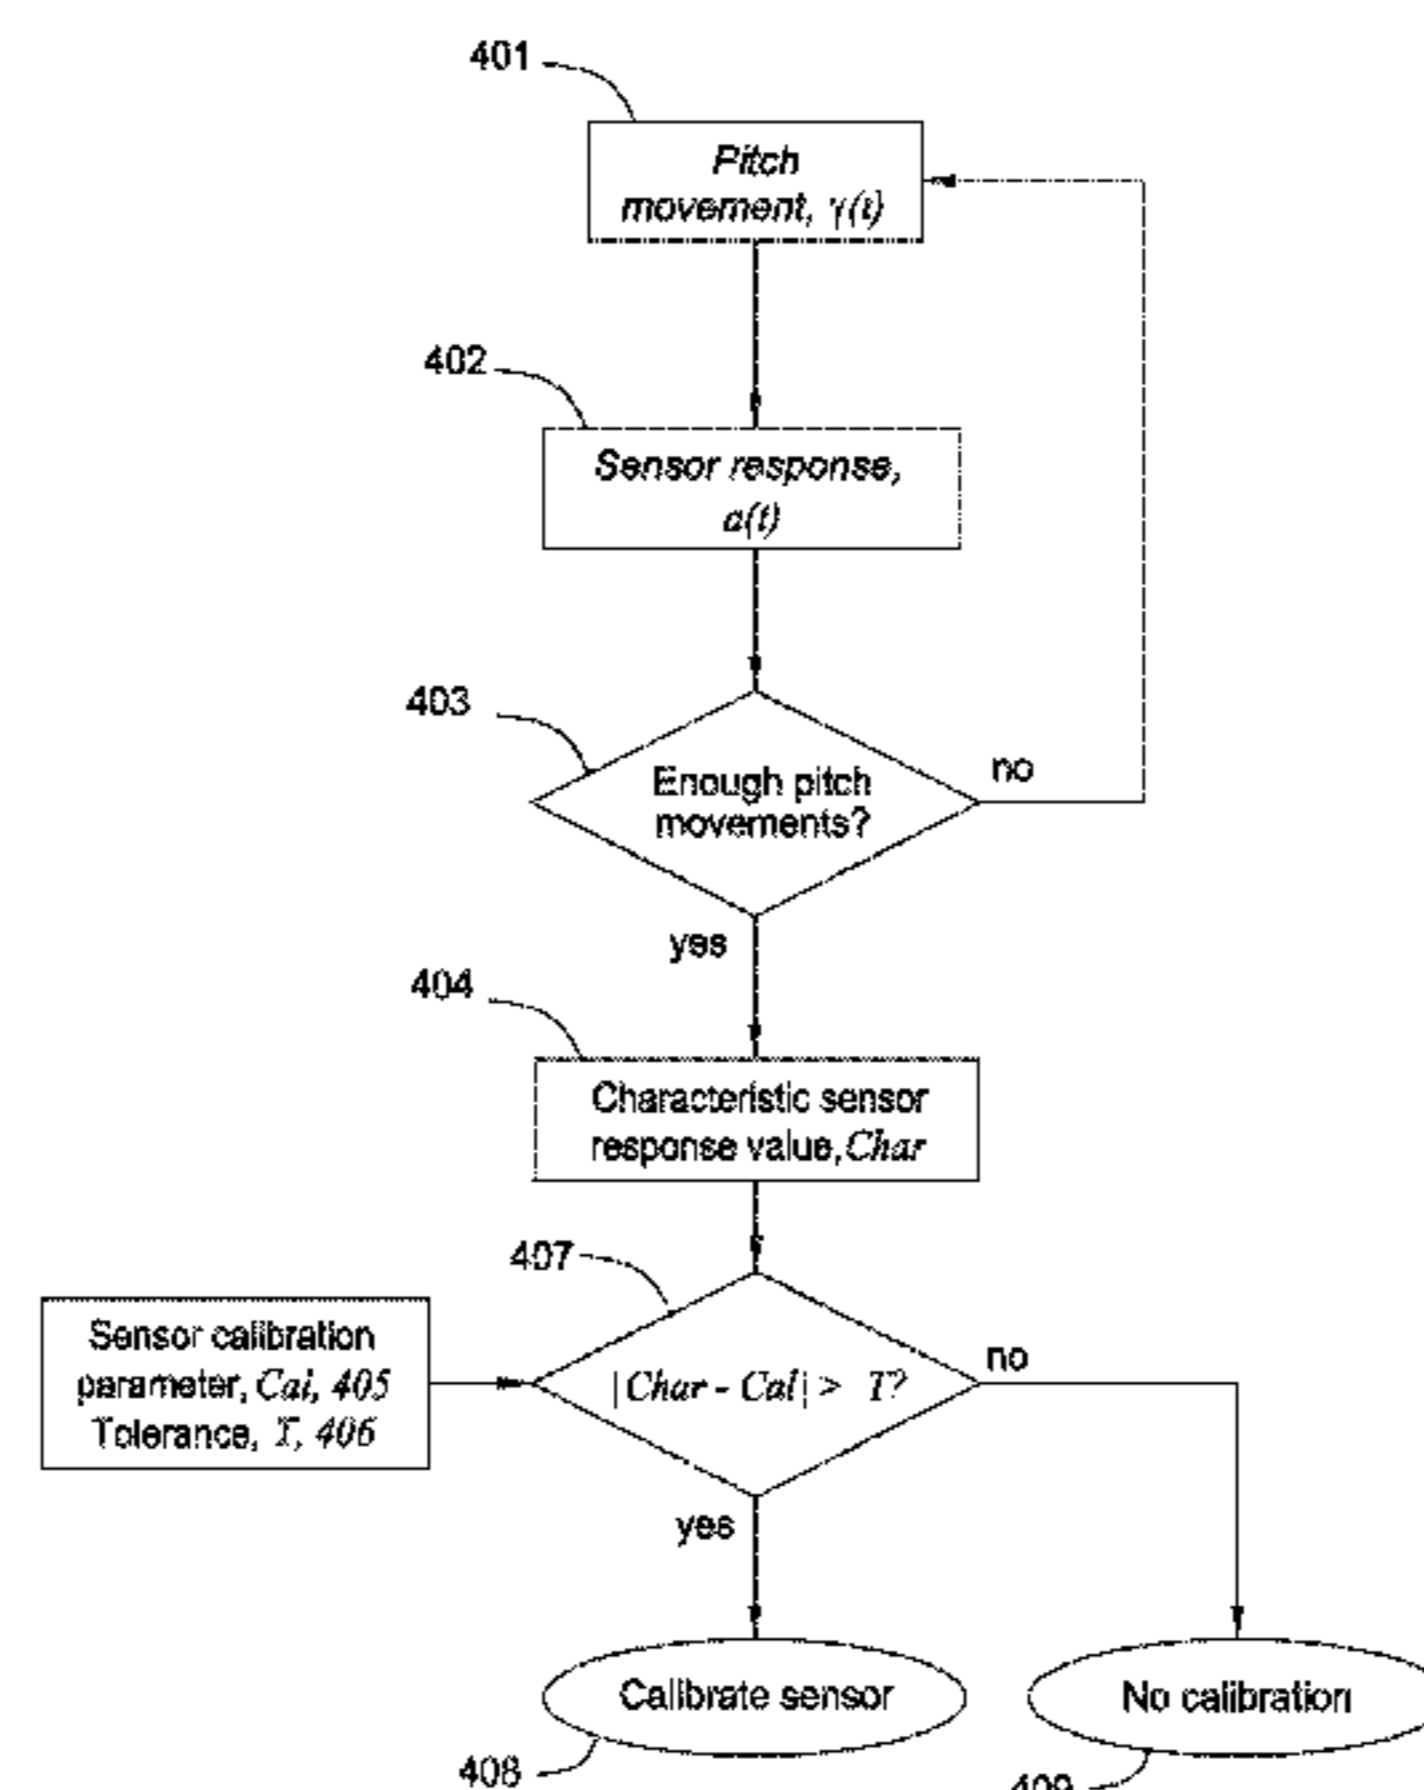 401
Pitch
movement, γ(t)
402
Sensor response,
a(t)
403
Enough pitch
movements?
no
yes
404
Characteristic sensor
response value, Char
407
Sensor calibration
parameter, Cal, 405
Tolerance, T, 406
|Char - Cal| > T?
no
yes
Calibrate sensor
No calibration
408
409